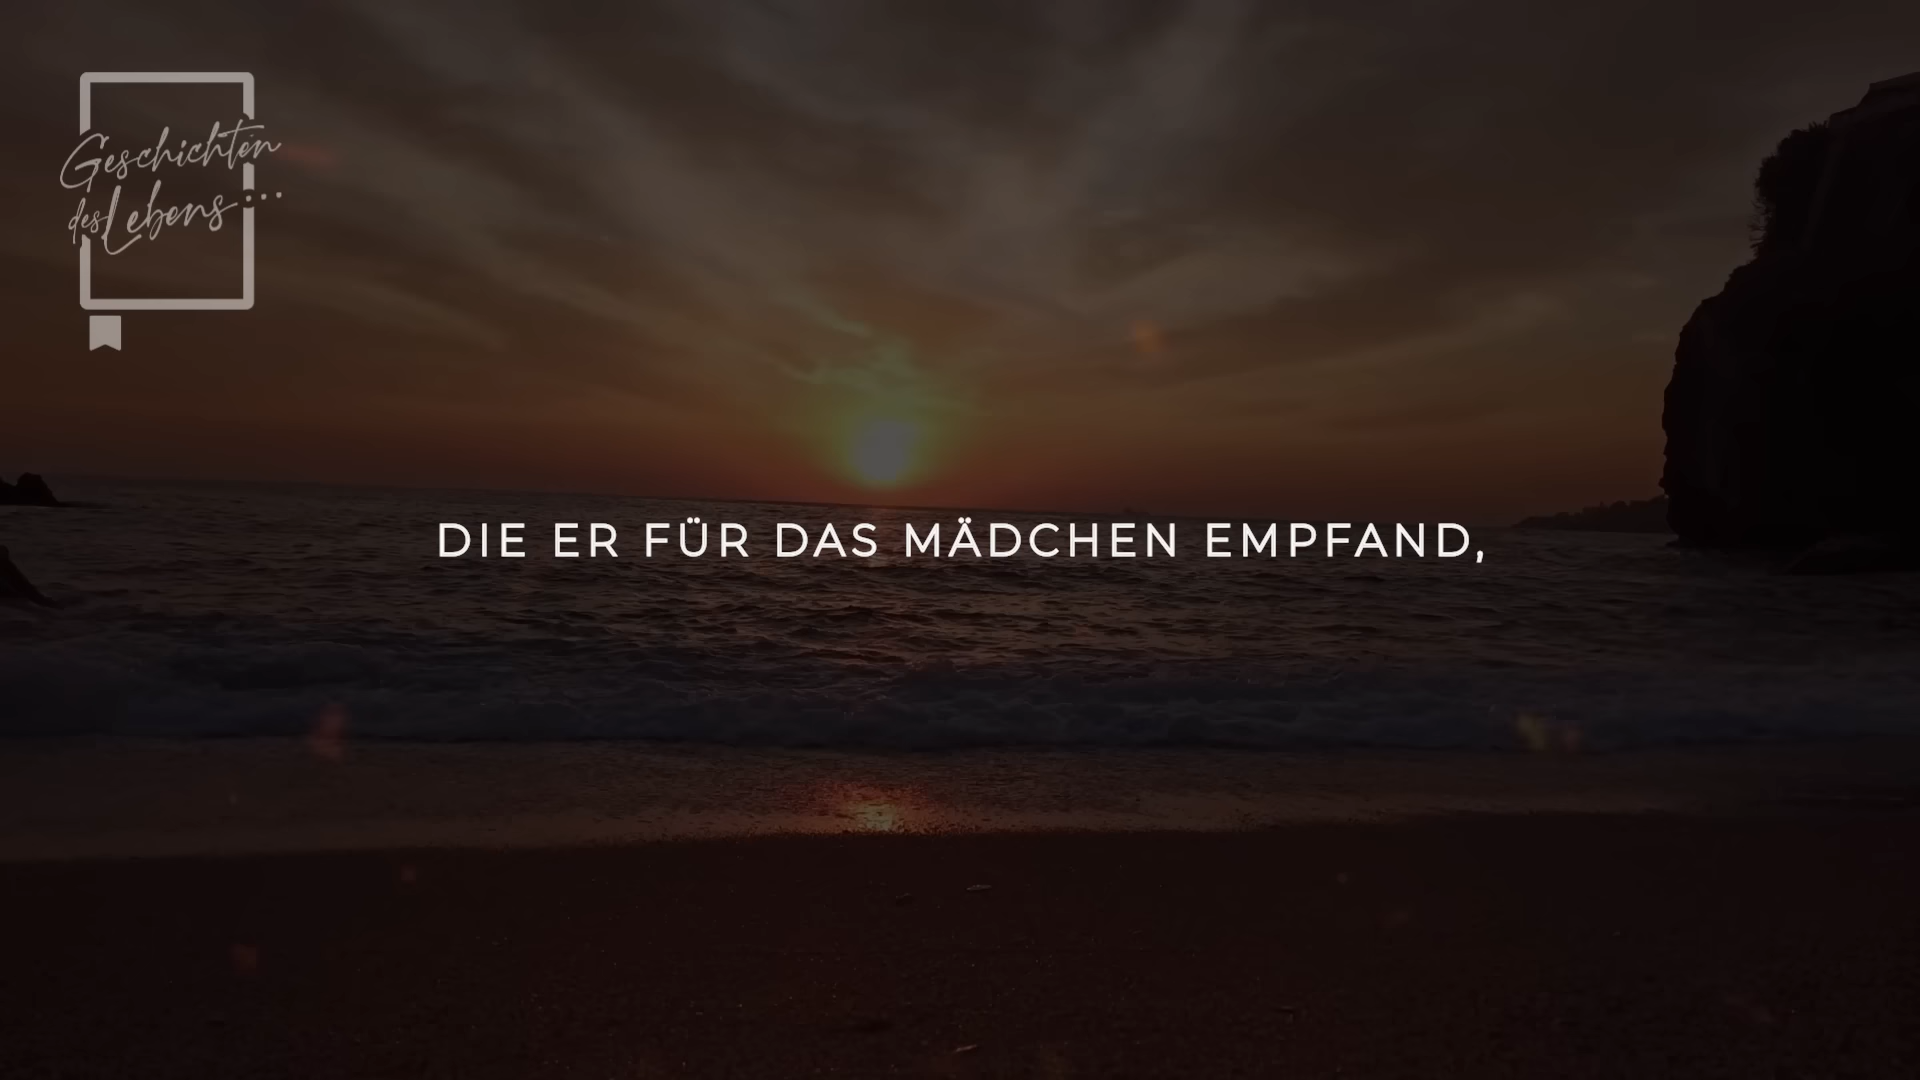 Geschichten
des Lebens...
DIE ER FÜR DAS MÄDCHEN EMPFAND,